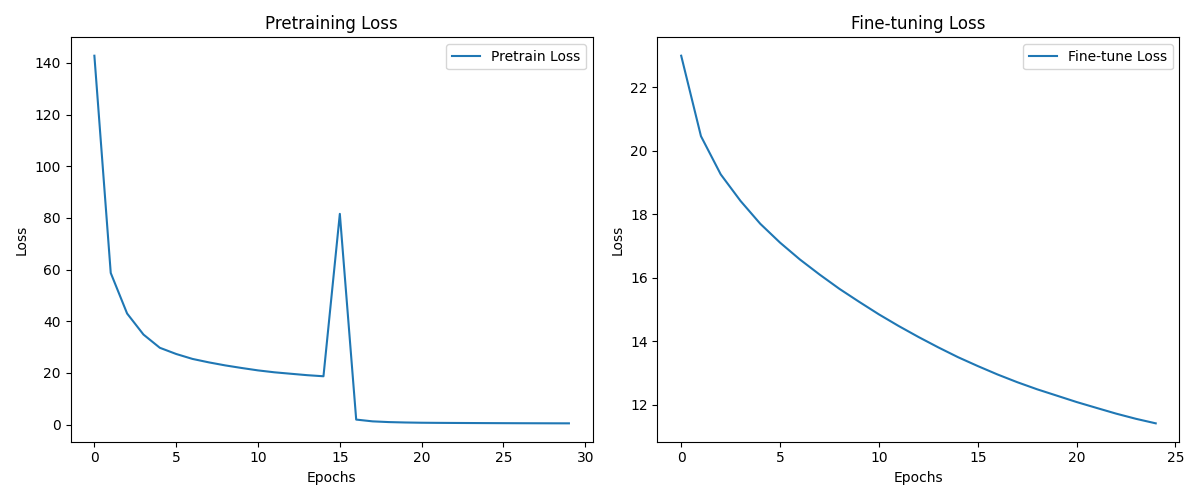 Pretraining Loss
Pretrain Loss
Loss
140
120
100
80
60
40
20
0
0 5 10 15 20 25 30
Epochs
Fine-tuning Loss
Fine-tune Loss
Loss
22
20
18
16
14
12
0 5 10 15 20 25
Epochs